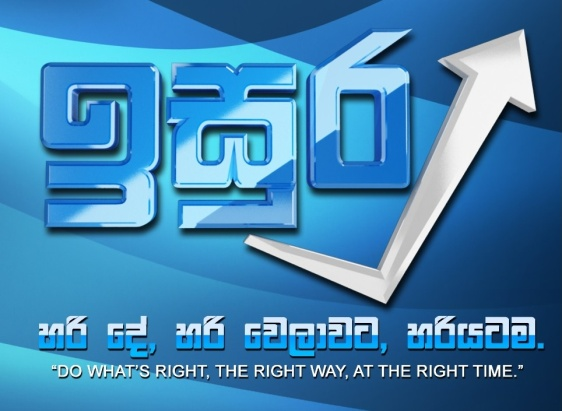 ඉසුර
හරි දේ, හරි වෙලාවට, හරියටම.
“DO WHAT’S RIGHT, THE RIGHT WAY, AT THE RIGHT TIME.”